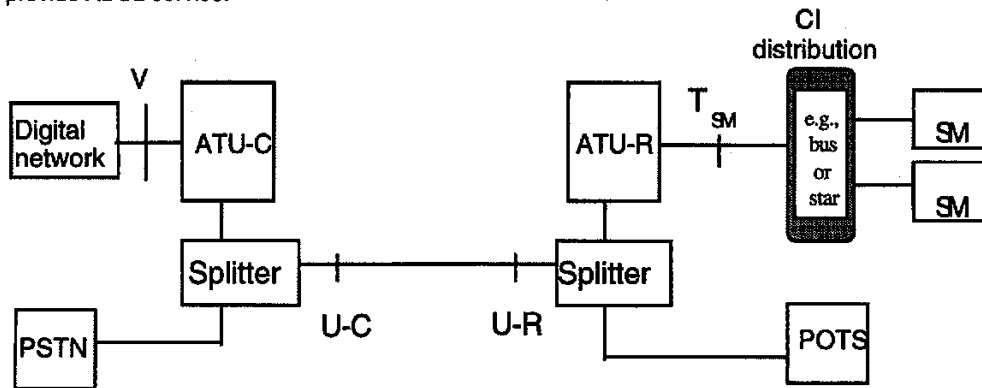 CI
distribution
V
T
SM
Digital
network
ATU-C
ATU-R
e.g.,
bus
or
star
SM
SM
Splitter
Splitter
U-C
U-R
PSTN
POTS